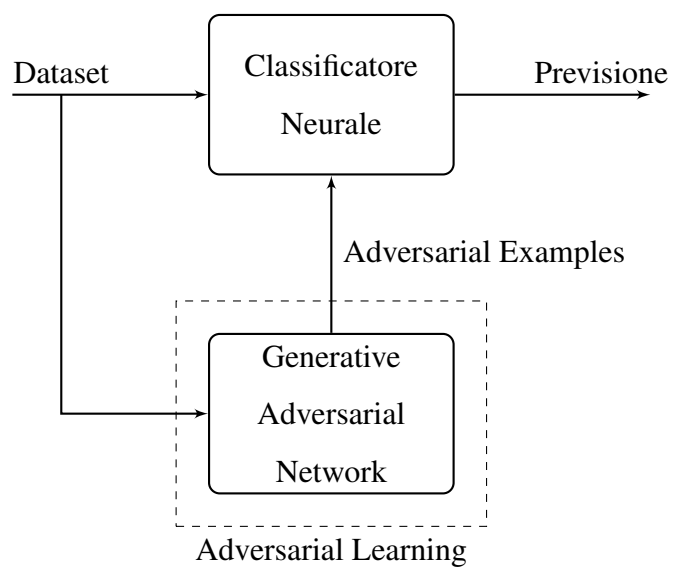 Dataset
Classificatore
Neurale
Previsione
Adversarial Examples
Generative
Adversarial
Network
Adversarial Learning